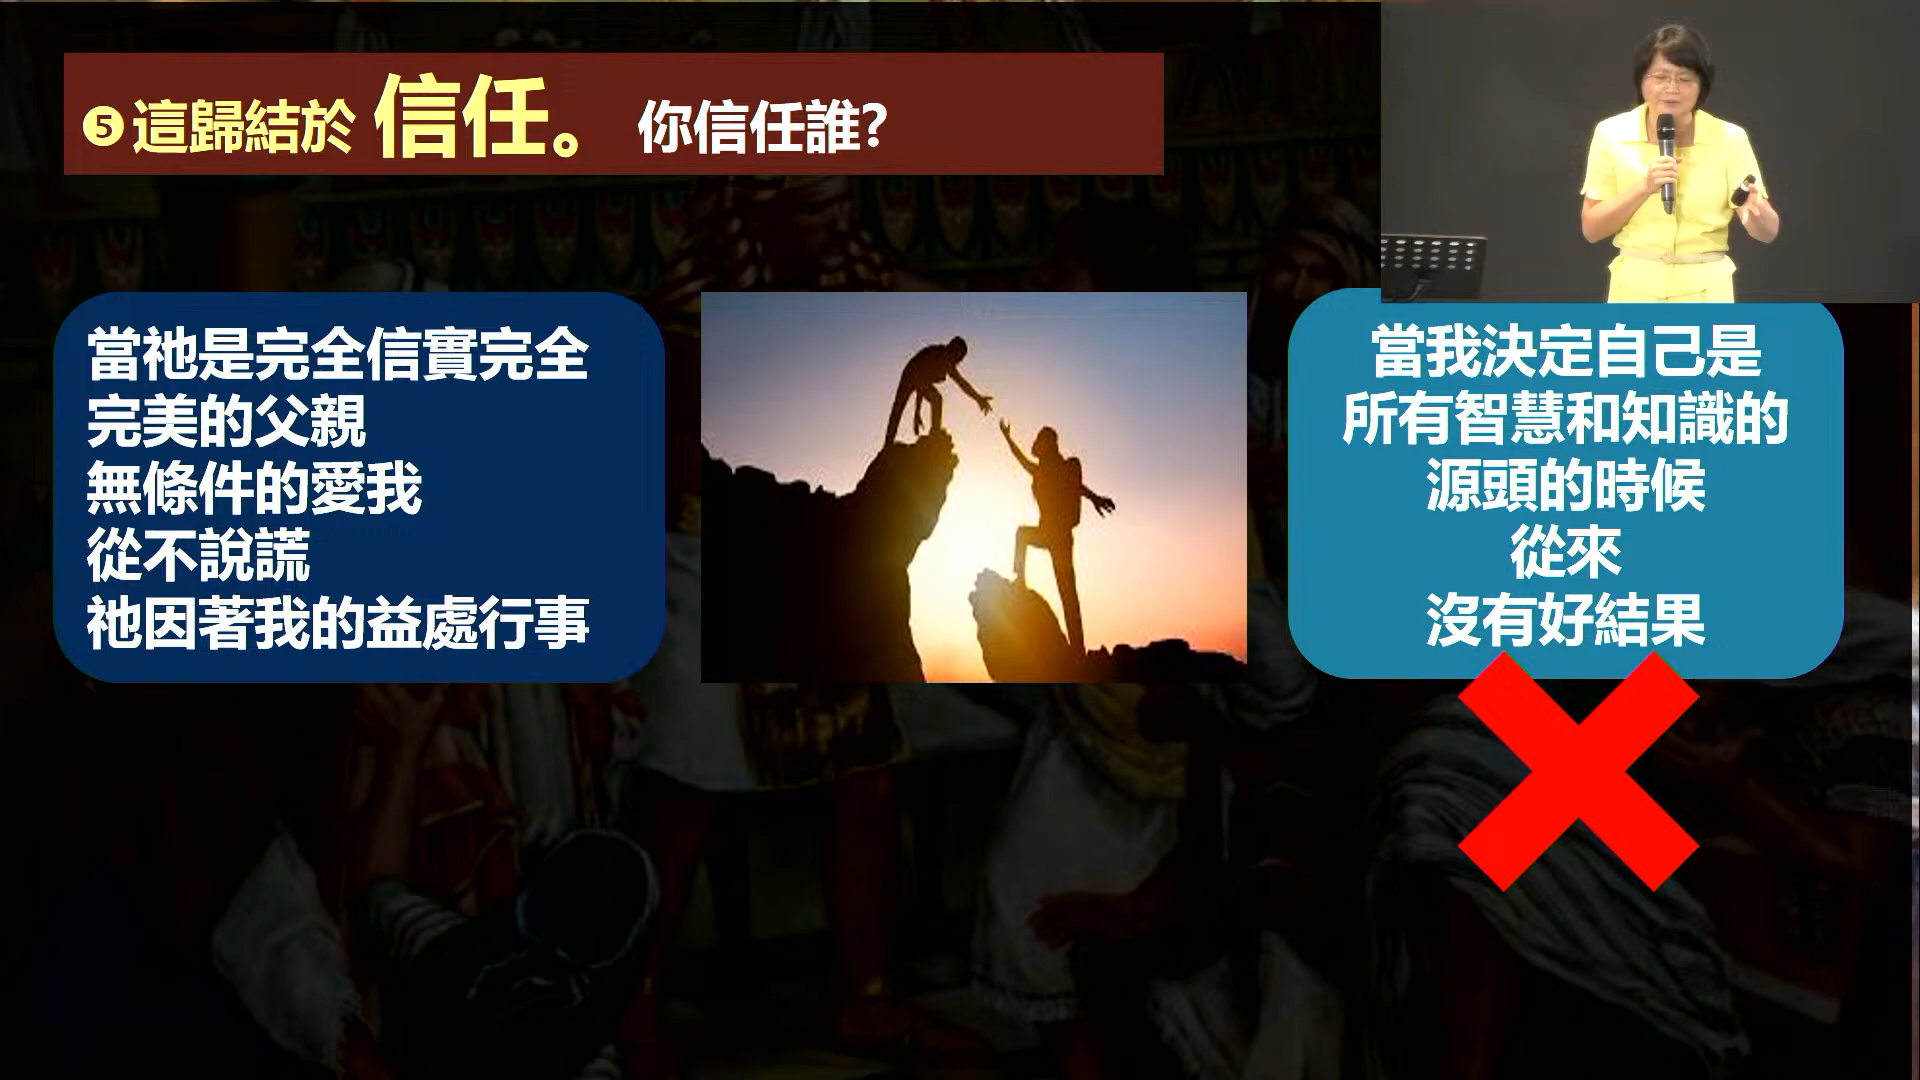 ❺這歸結於 信任。 你信任誰?
當祂是完全信實完全
完美的父親
無條件的愛我
從不說謊
祂因著我的益處行事
當我決定自己是
所有智慧和知識的
源頭的時候
從來
沒有好結果